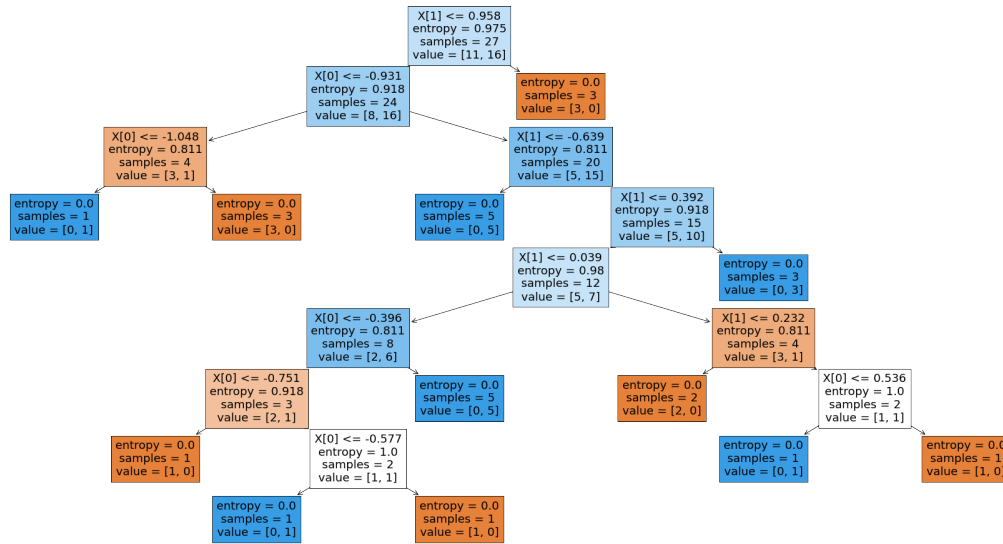 X[1] <= 0.958
entropy = 0.975
samples = 27
value = [11, 16]
X[0] <= -0.931
entropy = 0.918
samples = 24
value = [8, 16]
entropy = 0.0
samples = 3
value = [3, 0]
X[0] <= -1.048
entropy = 0.811
samples = 4
value = [3, 1]
X[1] <= -0.639
entropy = 0.811
samples = 20
value = [5, 15]
entropy = 0.0
samples = 1
value = [0, 1]
entropy = 0.0
samples = 3
value = [3, 0]
entropy = 0.0
samples = 5
value = [0, 5]
X[1] <= 0.392
entropy = 0.918
samples = 15
value = [5, 10]
X[1] <= 0.039
entropy = 0.98
samples = 12
value = [5, 7]
entropy = 0.0
samples = 3
value = [0, 3]
X[0] <= -0.396
entropy = 0.811
samples = 8
value = [2, 6]
X[1] <= 0.232
entropy = 0.811
samples = 4
value = [3, 1]
X[0] <= -0.751
entropy = 0.918
samples = 3
value = [2, 1]
entropy = 0.0
samples = 5
value = [0, 5]
entropy = 0.0
samples = 2
value = [2, 0]
X[0] <= 0.536
entropy = 1.0
samples = 2
value = [1, 1]
entropy = 0.0
samples = 1
value = [1, 0]
X[0] <= -0.577
entropy = 1.0
samples = 2
value = [1, 1]
entropy = 0.0
samples = 1
value = [0, 1]
entropy = 0.0
samples = 1
value = [1, 0]
entropy = 0.0
samples = 1
value = [0, 1]
entropy = 0.0
samples = 1
value = [1, 0]